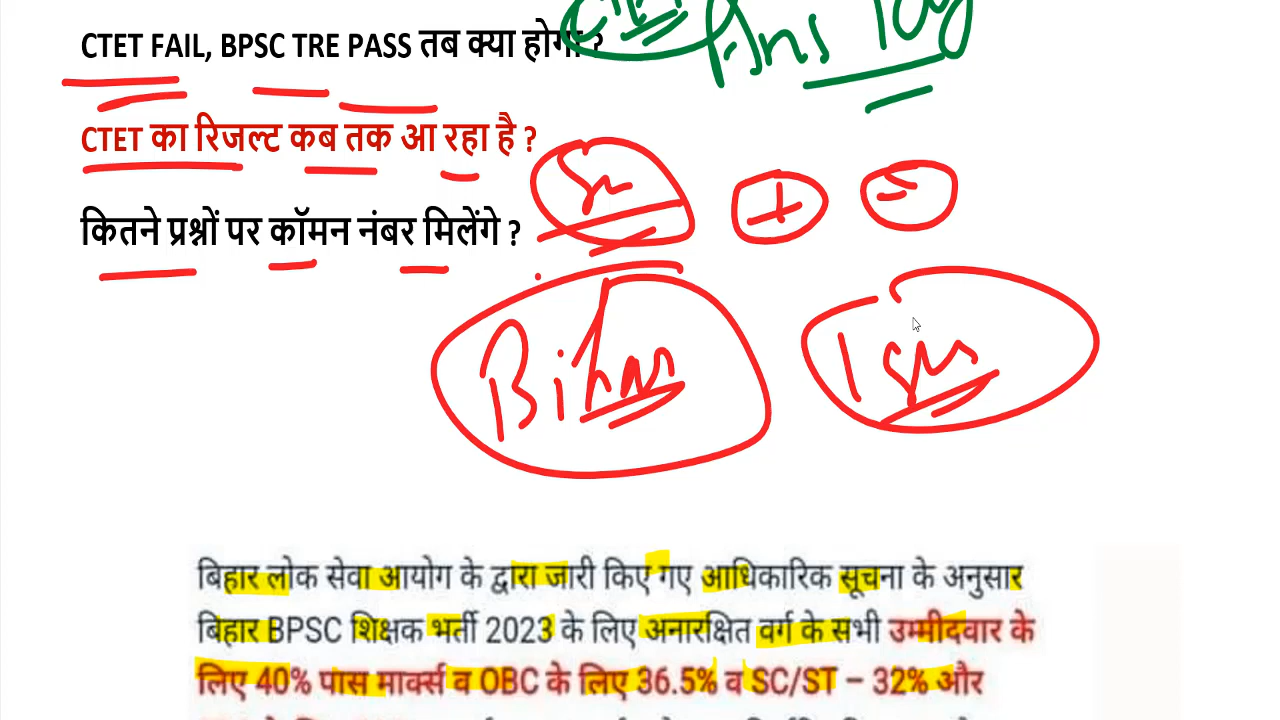 CTET FAIL, BPSC TRE PASS तब क्या होगा ?
CTET का रिजल्ट कब तक आ रहा है ?
कितने प्रश्नों पर कॉमन नंबर मिलेंगे ?
Bihar
बिहार लोक सेवा आयोग के द्वारा जारी किए गए आधिकारिक सूचना के अनुसार
बिहार BPSC शिक्षक भर्ती 2023 के लिए अनारक्षित वर्ग के सभी उम्मीदवार के
लिए 40% पास मार्क्स व OBC के लिए 36.5% व SC/ST – 32% और